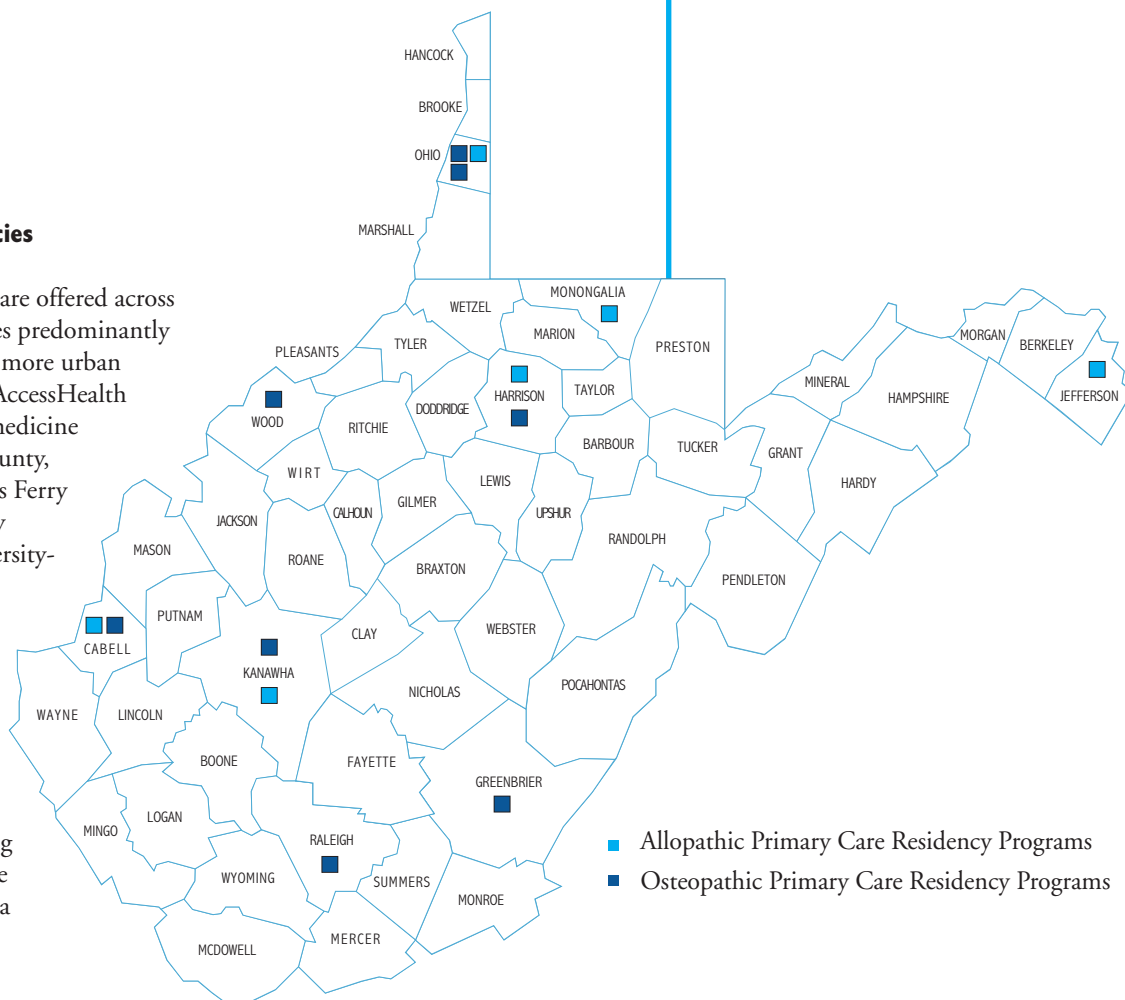 HANCOCK
BROOKE
OHIO
MARSHALL
ties
are offered across
es predominantly
more urban
AccessHealth
medicine
unty,
s Ferry
y
ersity-
g
e
a
WETZEL
MONONGALIA
MARION
PRESTON
TYLER
PLEASANTS
MORGAN
BERKELEY
JEFFERSON
MINERAL
HAMPSHIRE
HARRISON
TAYLOR
DODDRIDGE
WOOD
RITCHIE
BARBOUR
TUCKER
GRANT
HARDY
WIRT
LEWIS
GILMER
CALHOUN
UPSHUR
JACKSON
RANDOLPH
MASON
ROANE
BRAXTON
PENDLETON
PUTNAM
CLAY
WEBSTER
CABELL
KANAWHA
NICHOLAS
POCAHONTAS
WAYNE
LINCOLN
BOONE
FAYETTE
GREENBRIER
LOGAN
MINGO
RALEIGH
WYOMING
SUMMERS
MONROE
MCDOWELL
MERCER
Allopathic Primary Care Residency Programs
Osteopathic Primary Care Residency Programs